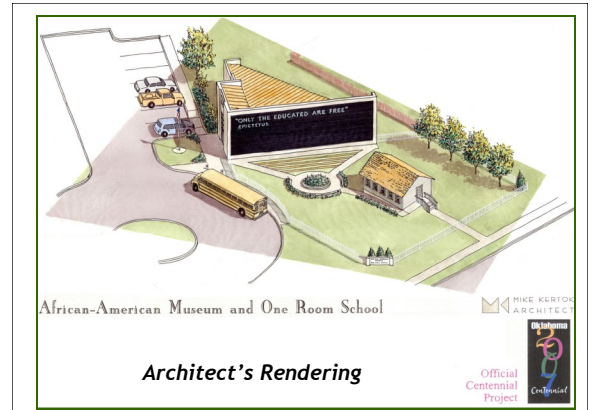 "ONLY THE EDUCATED ARE FREE"
EPICTETUS
African-American Museum and One Room School
MIKE KERTOK
ARCHITECT
Architect's Rendering
Official
Centennial
Project
Oklahoma
2007
Centennial